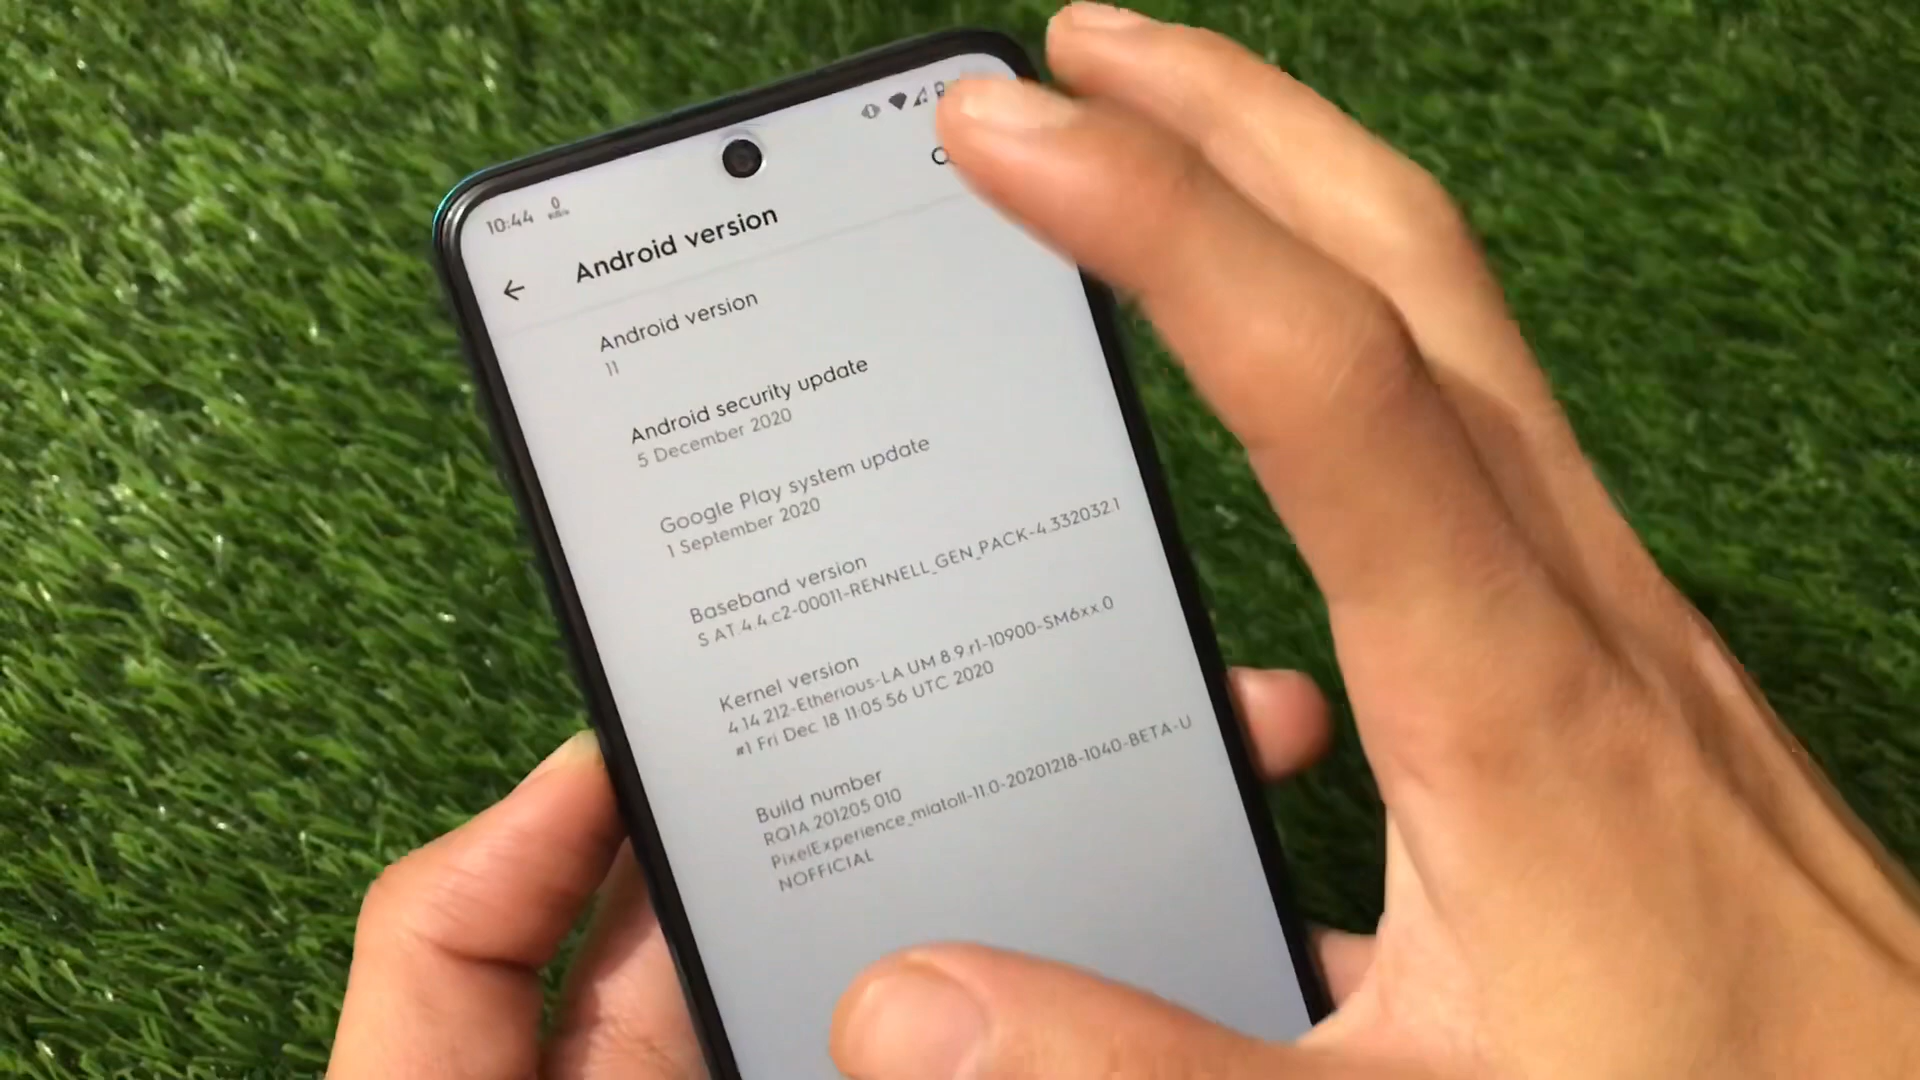 10:44 0
KB/s
Android version
Android version
11
Android security update
5 December 2020
Google Play system update
1 September 2020
Baseband version
S.AT.4.4.c2-00011-RENNELL_GEN_PACK-4.332032.1
Kernel version
4.14.212-Etherious-LA.UM.8.9.r1-10900-SM6xx.0
#1 Fri Dec 18 11:05:56 UTC 2020
Build number
RQ1A.201205.010
PixelExperience_miatoll-11.0-20201218-1040-BETA-U
NOFFICIAL